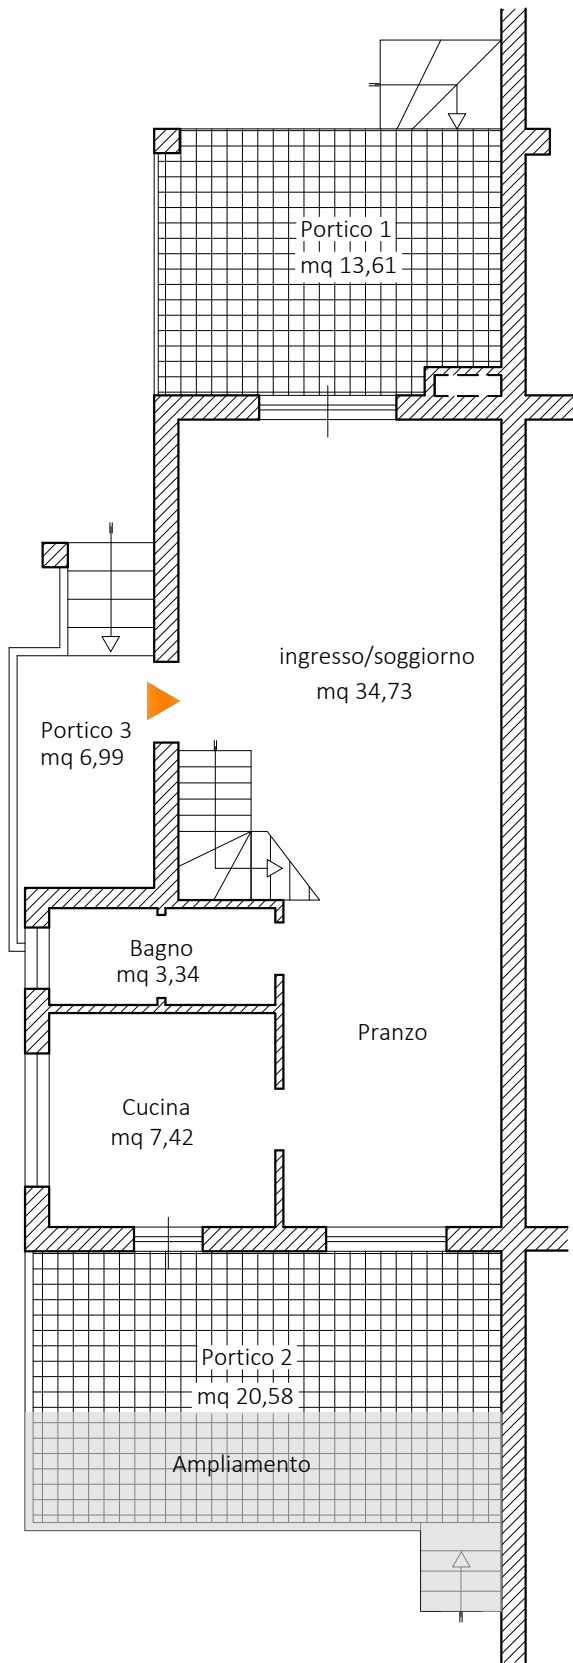 Portico 1
mq 13,61
ingresso/soggiorno
mq 34,73
Portico 3
mq 6,99
Bagno
mq 3,34
Pranzo
Cucina
mq 7,42
Portico 2
mq 20,58
Ampliamento